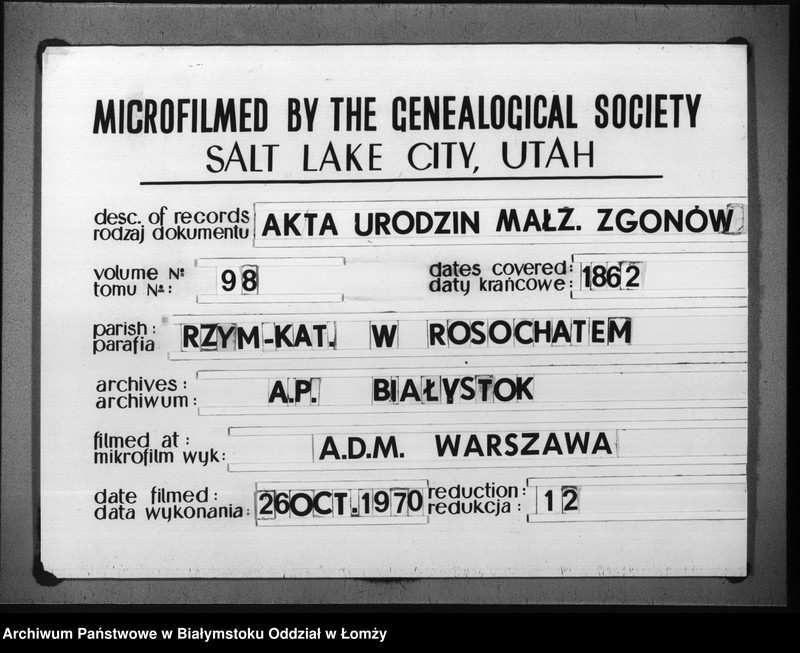 MICROFILMED BY THE GENEALOGICAL SOCIETY
SALT LAKE CITY, UTAH
desc. of records
rodzaj dokumentu
AKTA URODZIN MAŁŻ. ZGONÓW
volume Nº
tomu Nº:
98
dates covered:
daty krańcowe:
1862
parish:
parafia
RZYM-KAT. W ROSOCHATEM
archives:
archiwum:
A.P. BIAŁYSTOK
filmed at:
mikrofilm wyk:
A.D.M. WARSZAWA
date filmed:
data wykonania:
26 OCT. 1970
reduction:
redukcja:
12
Archiwum Państwowe w Białymstoku Oddział w Łomży